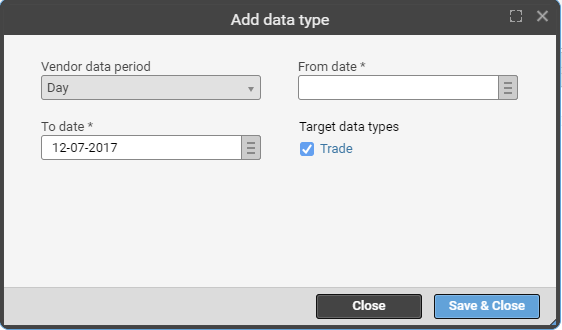 Add data type
Vendor data period
Day
From date *
To date *
12-07-2017
Target data types
Trade
Close
Save & Close